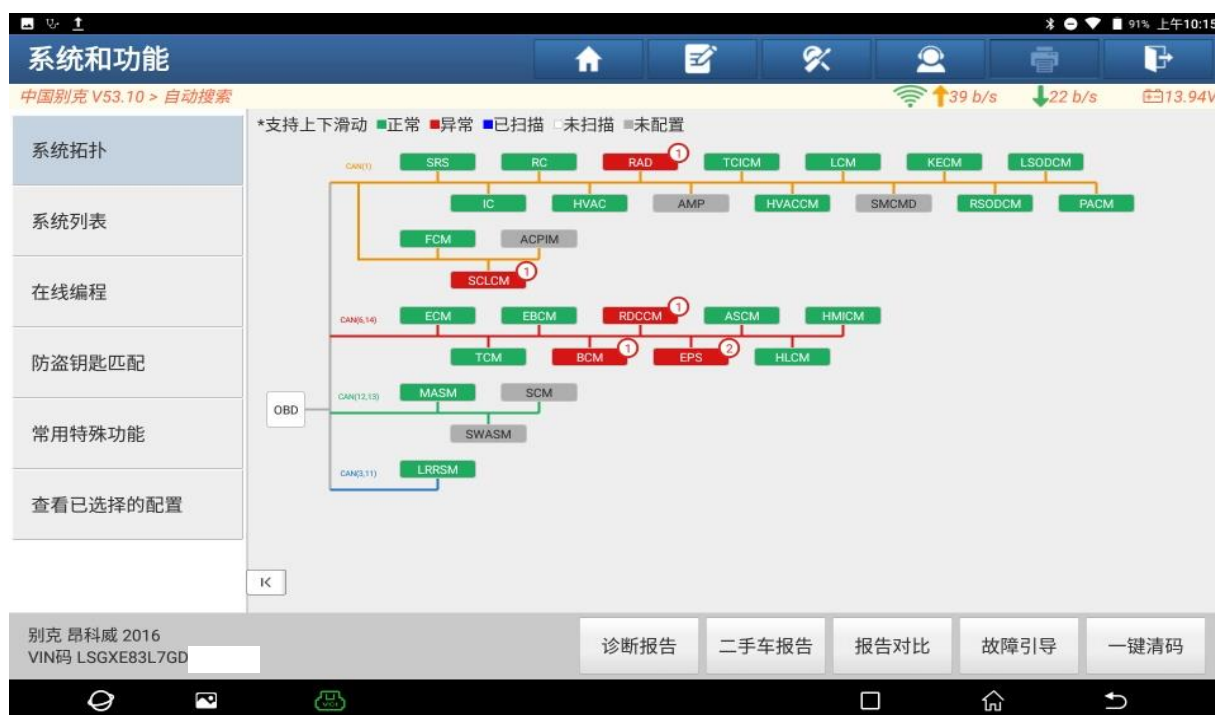 91% 上午10:15
系统和功能
中国别克 V53.10 > 自动搜索
39 b/s 22 b/s 13.94V
系统拓扑
系统列表
在线编程
防盗钥匙匹配
常用特殊功能
查看已选择的配置
*支持上下滑动 正常 异常 已扫描 未扫描 未配置
CAN(1) SRS RC RAD 1 TCICM LCM KECM LSODCM
IC HVAC AMP HVACCM SMCMD RSODCM PACM
FCM ACPIM
SCLCM 1
CAN(6,14) ECM EBCM RDCCM 1 ASCM HMICM
TCM BCM 1 EPS 2 HLCM
OBD
CAN(12,13) MASM SCM
SWASM
CAN(3,11) LRRSM
别克 昂科威 2016
VIN码 LSGXE83L7GD
诊断报告 二手车报告 报告对比 故障引导 一键清码
VCI